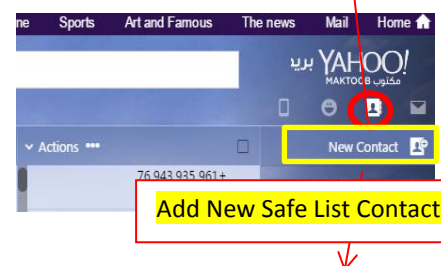 ne Sports Art and Famous The news Mail Home
بريد YAHOO!
MAKTOOB مكتوب
Actions ••• New Contact
76 943 935 961+
Add New Safe List Contact